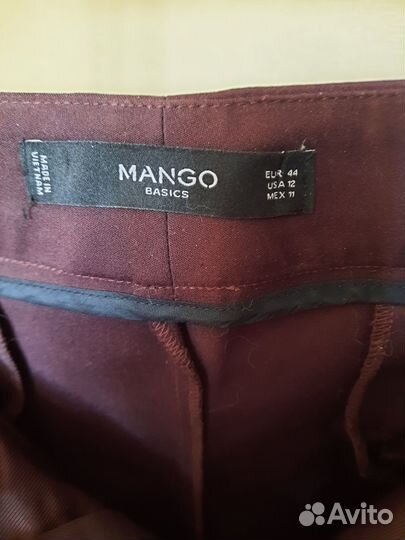 MADE IN
VIETNAM
MANGO
BASICS
EUR 44
USA 12
MEX 11
Avito